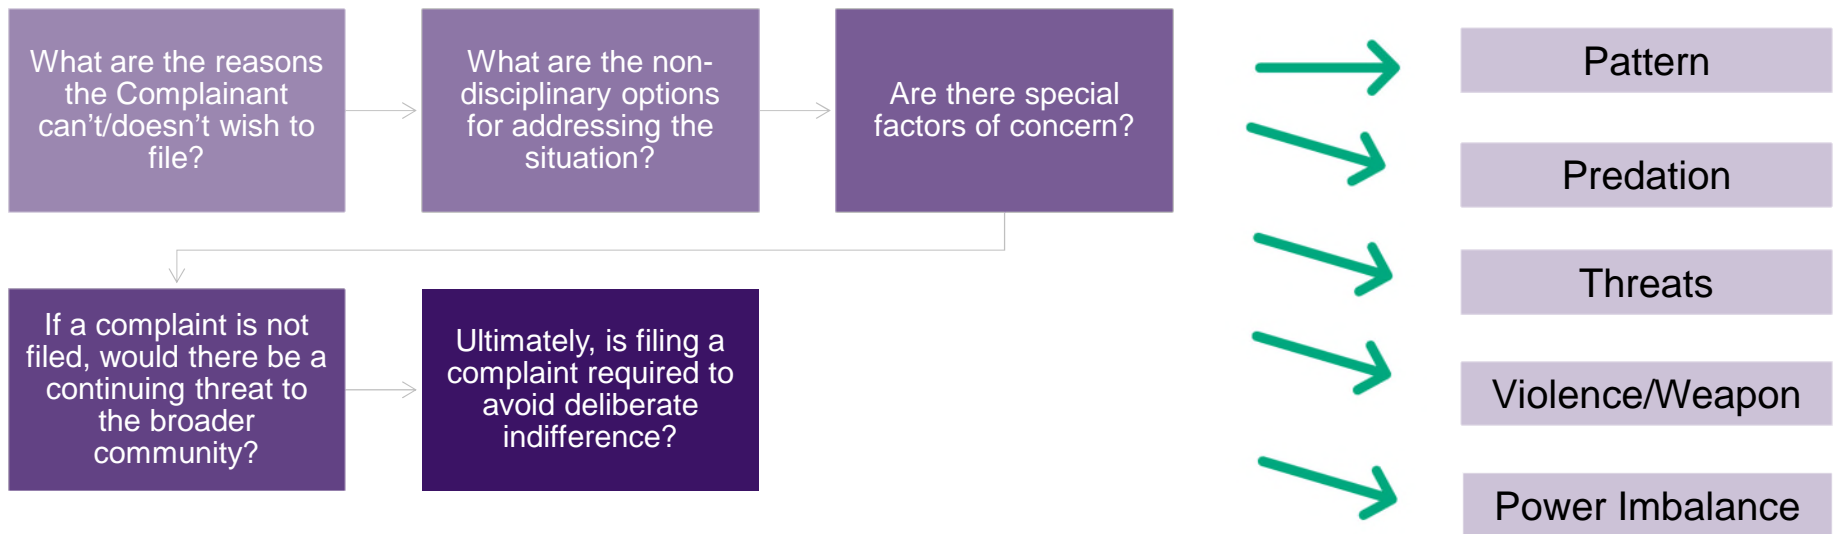 What are the reasons
the Complainant
can’t/doesn’t wish to
file?
What are the non-
disciplinary options
for addressing the
situation?
Are there special
factors of concern?
If a complaint is not
filed, would there be a
continuing threat to
the broader
community?
Ultimately, is filing a
complaint required to
avoid deliberate
indifference?
Pattern
Predation
Threats
Violence/Weapon
Power Imbalance